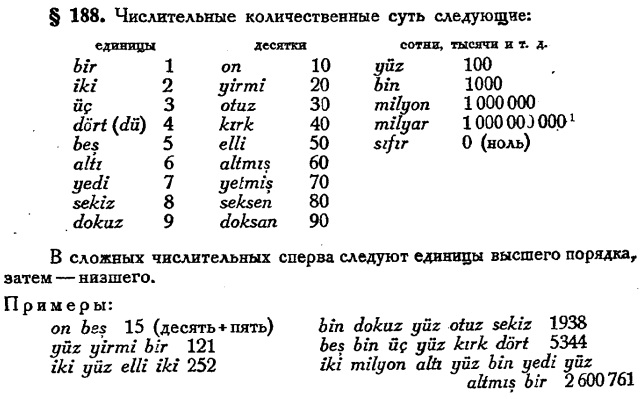 § 188. Числительные количественные суть следующие:
единицы десятки сотни, тысячи и т. д.
bir 1 on 10 yüz 100
iki 2 yirmi 20 bin 1000
üç 3 otuz 30 milyon 1 000 000
dört (dü) 4 kırk 40 milyar 1 000 000 000¹
beş 5 elli 50 sıfır 0 (ноль)
altı 6 altmış 60
yedi 7 yetmiş 70
sekiz 8 seksen 80
dokuz 9 doksan 90
В сложных числительных сперва следуют единицы высшего порядка,
затем — низшего.
Примеры:
on beş 15 (десять + пять) bin dokuz yüz otuz sekiz 1938
yüz yirmi bir 121 beş bin üç yüz kırk dört 5344
iki yüz elli iki 252 iki milyon altı yüz bin yedi yüz
altmış bir 2 600 761